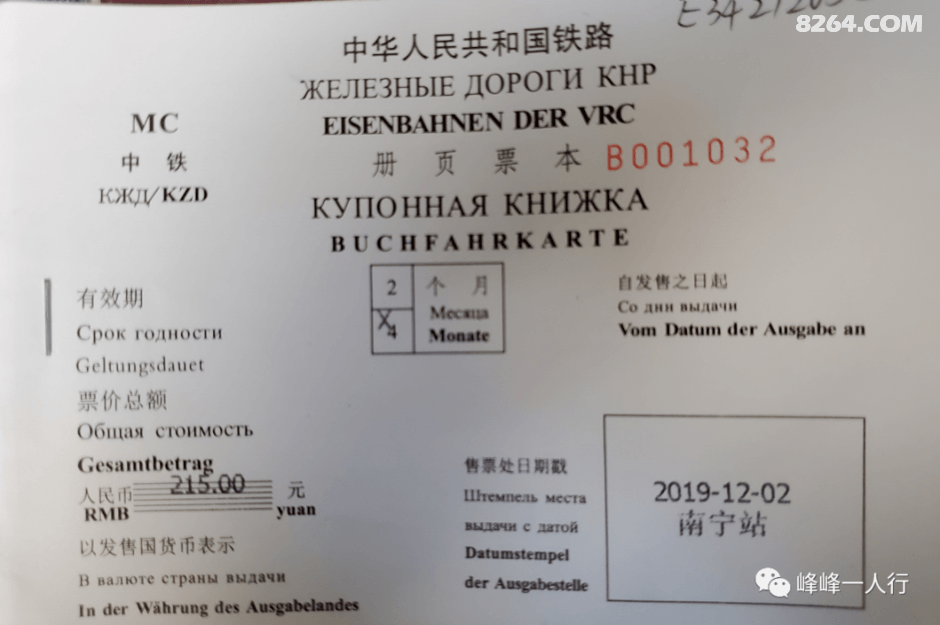 8264.COM
中华人民共和国铁路
ЖЕЛЕЗНЫЕ ДОРОГИ КНР
EISENBAHNEN DER VRC
MC
中 铁
КЖД/KZD
册 页 票 本 B001032
КУПОННАЯ КНИЖКА
BUCHFAHRKARTE
有效期
Срок годности
Geltungsdauet
2
X
4
个 月
Месяца
Monate
自发售之日起
Со дня выдачи
Vom Datum der Ausgabe an
票价总额
Общая стоимость
Gesamtbetrag
人民币 215.00 元
RMB yuan
以发售国货币表示
В валюте страны выдачи
In der Währung des Ausgabelandes
售票处日期戳
Штемпель места
выдачи с датой
Datumstempel
der Ausgabestelle
2019-12-02
南宁站
峰峰一人行